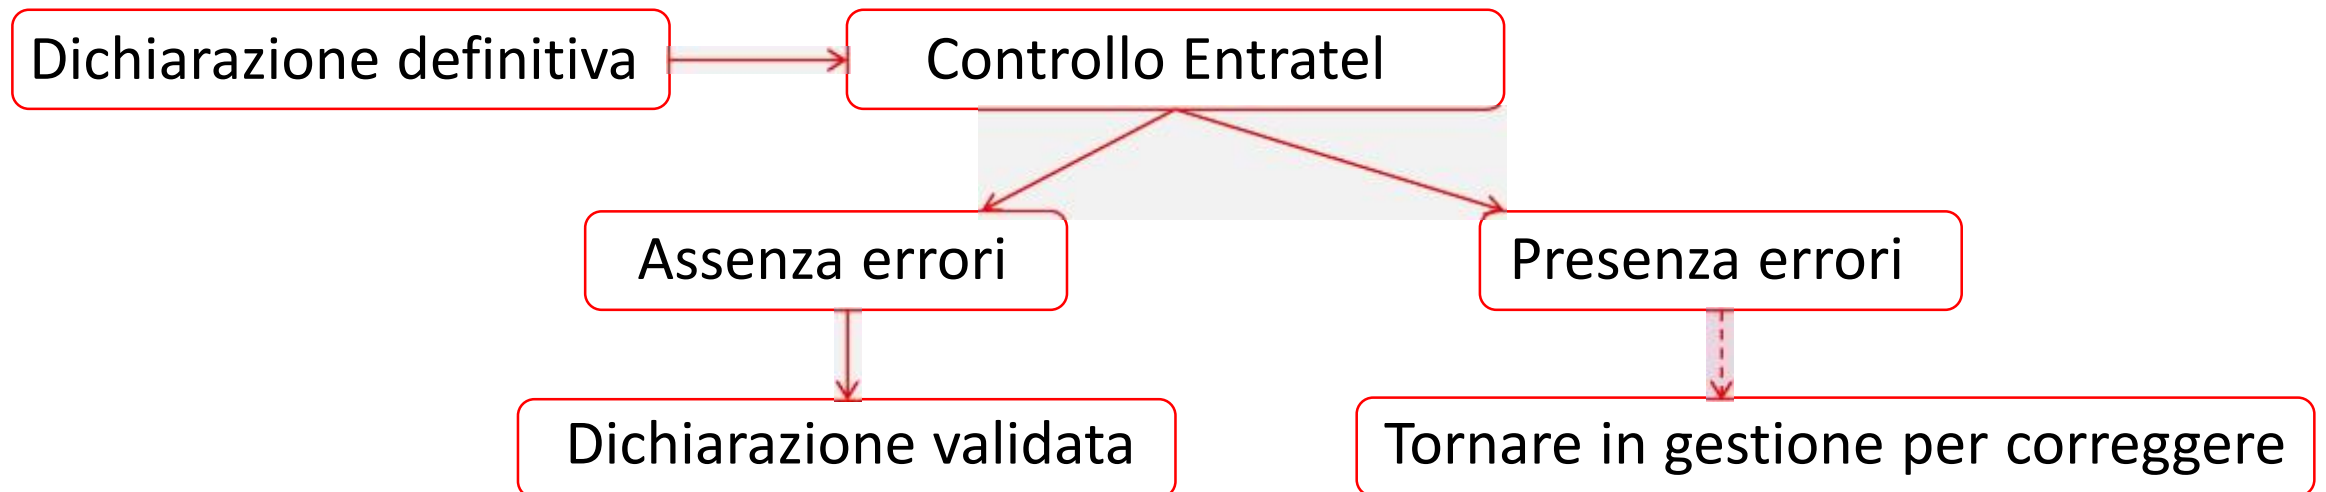 Dichiarazione definitiva
Controllo Entratel
Assenza errori
Presenza errori
Dichiarazione validata
Tornare in gestione per correggere